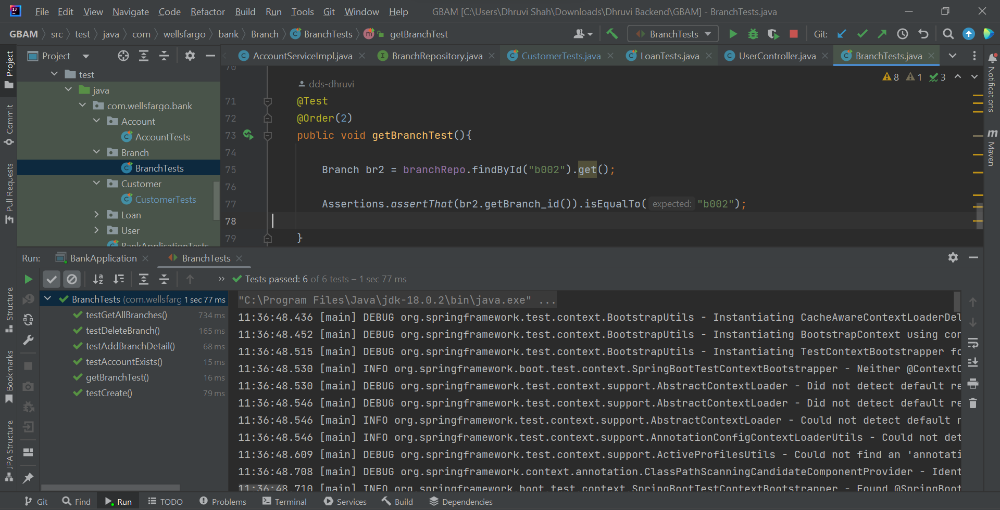 File Edit View Navigate Code Refactor Build Run Tools Git Window Help GBAM [C:\Users\Dhruvi Shah\Downloads\Dhruvi Backend\GBAM] - BranchTests.java
GBAM src test java com wellsfargo bank Branch BranchTests m getBranchTest BranchTests Git:
Project AccountServiceImpl.java BranchRepository.java CustomerTests.java LoanTests.java UserController.java BranchTests.java
Project
Commit
Pull Requests
Structure
Bookmarks
JPA Structure
Notifications
Maven
test
java
com.wellsfargo.bank
Account
AccountTests
Branch
BranchTests
Customer
CustomerTests
Loan
User
BankApplicationTests
70
dds-dhruvi
8 1 3
71 @Test
72 @Order(2)
73 public void getBranchTest(){
74
75 Branch br2 = branchRepo.findById("b002").get();
76
77 Assertions.assertThat(br2.getBranch_id()).isEqualTo( expected: "b002");
78
79 }
Run: BankApplication BranchTests
Tests passed: 6 of 6 tests – 1 sec 77 ms
BranchTests (com.wellsfarg 1 sec 77 ms
testGetAllBranches() 734 ms
testDeleteBranch() 165 ms
testAddBranchDetail() 68 ms
testAccountExists() 15 ms
getBranchTest() 16 ms
testCreate() 79 ms
"C:\Program Files\Java\jdk-18.0.2\bin\java.exe" ...
11:36:48.436 [main] DEBUG org.springframework.test.context.BootstrapUtils - Instantiating CacheAwareContextLoaderDel
11:36:48.452 [main] DEBUG org.springframework.test.context.BootstrapUtils - Instantiating BootstrapContext using con
11:36:48.515 [main] DEBUG org.springframework.test.context.BootstrapUtils - Instantiating TestContextBootstrapper fo
11:36:48.530 [main] INFO org.springframework.boot.test.context.SpringBootTestContextBootstrapper - Neither @ContextC
11:36:48.530 [main] DEBUG org.springframework.test.context.support.AbstractContextLoader - Did not detect default re
11:36:48.546 [main] DEBUG org.springframework.test.context.support.AbstractContextLoader - Did not detect default re
11:36:48.546 [main] INFO org.springframework.test.context.support.AbstractContextLoader - Could not detect default r
11:36:48.546 [main] INFO org.springframework.test.context.support.AnnotationConfigContextLoaderUtils - Could not det
11:36:48.609 [main] DEBUG org.springframework.test.context.support.ActiveProfilesUtils - Could not find an 'annotati
11:36:48.708 [main] DEBUG org.springframework.context.annotation.ClassPathScanningCandidateComponentProvider - Ident
11:36:48.710 [main] INFO org.springframework.boot.test.context.SpringBootTestContextBootstrapper - Found @SpringBoot
Git Find Run TODO Problems Terminal Services Build Dependencies